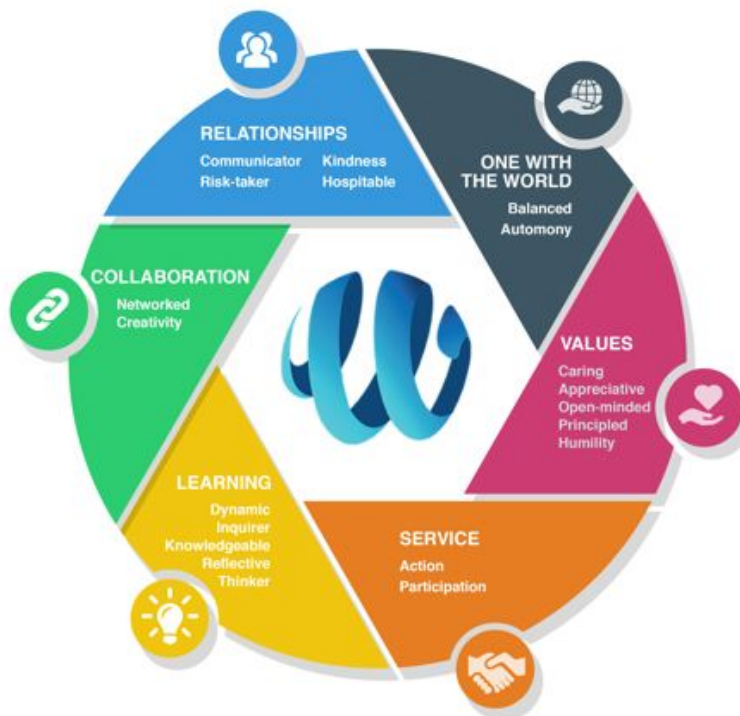 RELATIONSHIPS
Communicator Kindness
Risk-taker Hospitable
ONE WITH
THE WORLD
Balanced
Automony
VALUES
Caring
Appreciative
Open-minded
Principled
Humility
SERVICE
Action
Participation
LEARNING
Dynamic
Inquirer
Knowledgeable
Reflective
Thinker
COLLABORATION
Networked
Creativity